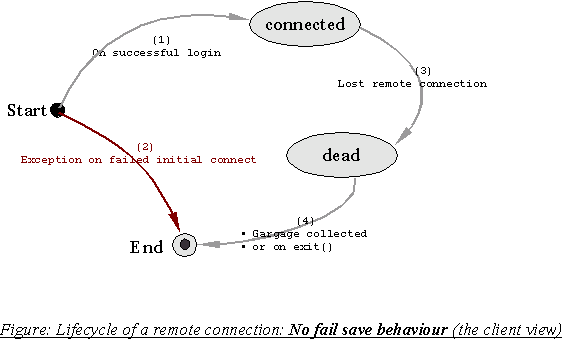 connected
(1)
On successful login
(3)
Lost remote connection
Start
(2)
Exception on failed initial connect
dead
(4)
• Gargage collected
• or on exit()
End
Figure: Lifecycle of a remote connection: No fail save behaviour (the client view)